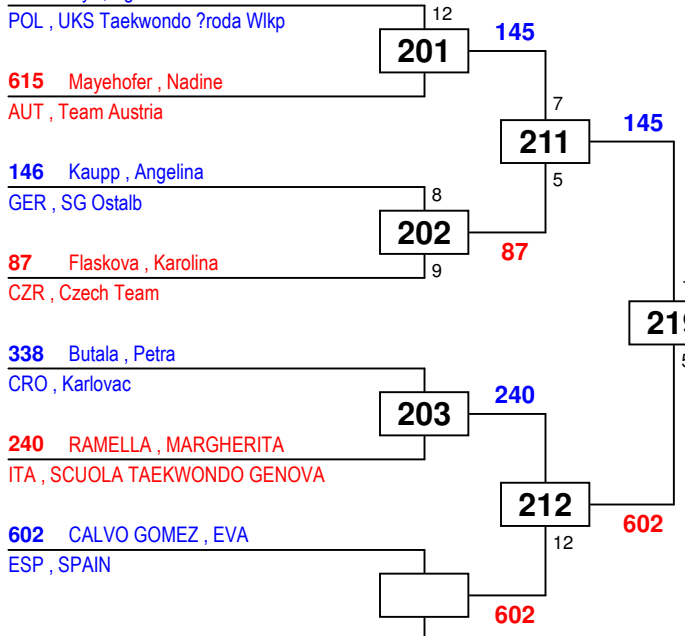 POL , UKS Taekwondo ?roda Wlkp
12
201
145
615 Mayehofer , Nadine
AUT , Team Austria
7
145
211
146 Kaupp , Angelina
5
GER , SG Ostalb
8
202
87
87 Flaskova , Karolina
9
CZR , Czech Team
338 Butala , Petra
CRO , Karlovac
240
203
240 RAMELLA , MARGHERITA
ITA , SCUOLA TAEKWONDO GENOVA
212
602
602 CALVO GOMEZ , EVA
12
ESP , SPAIN
602